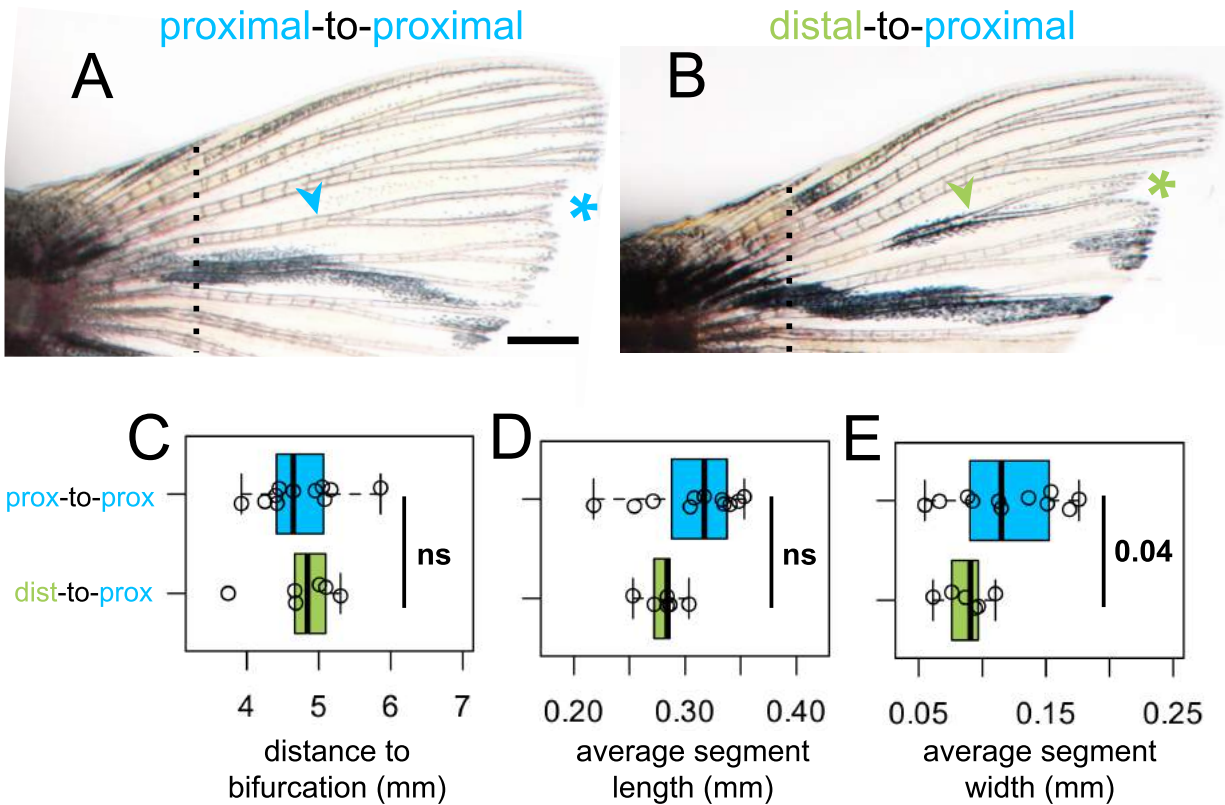 proximal-to-proximal
distal-to-proximal
A
B
*
*
C
D
E
prox-to-prox
dist-to-prox
ns
ns
0.04
4 5 6 7
0.20 0.30 0.40
0.05 0.15 0.25
distance to
bifurcation (mm)
average segment
length (mm)
average segment
width (mm)